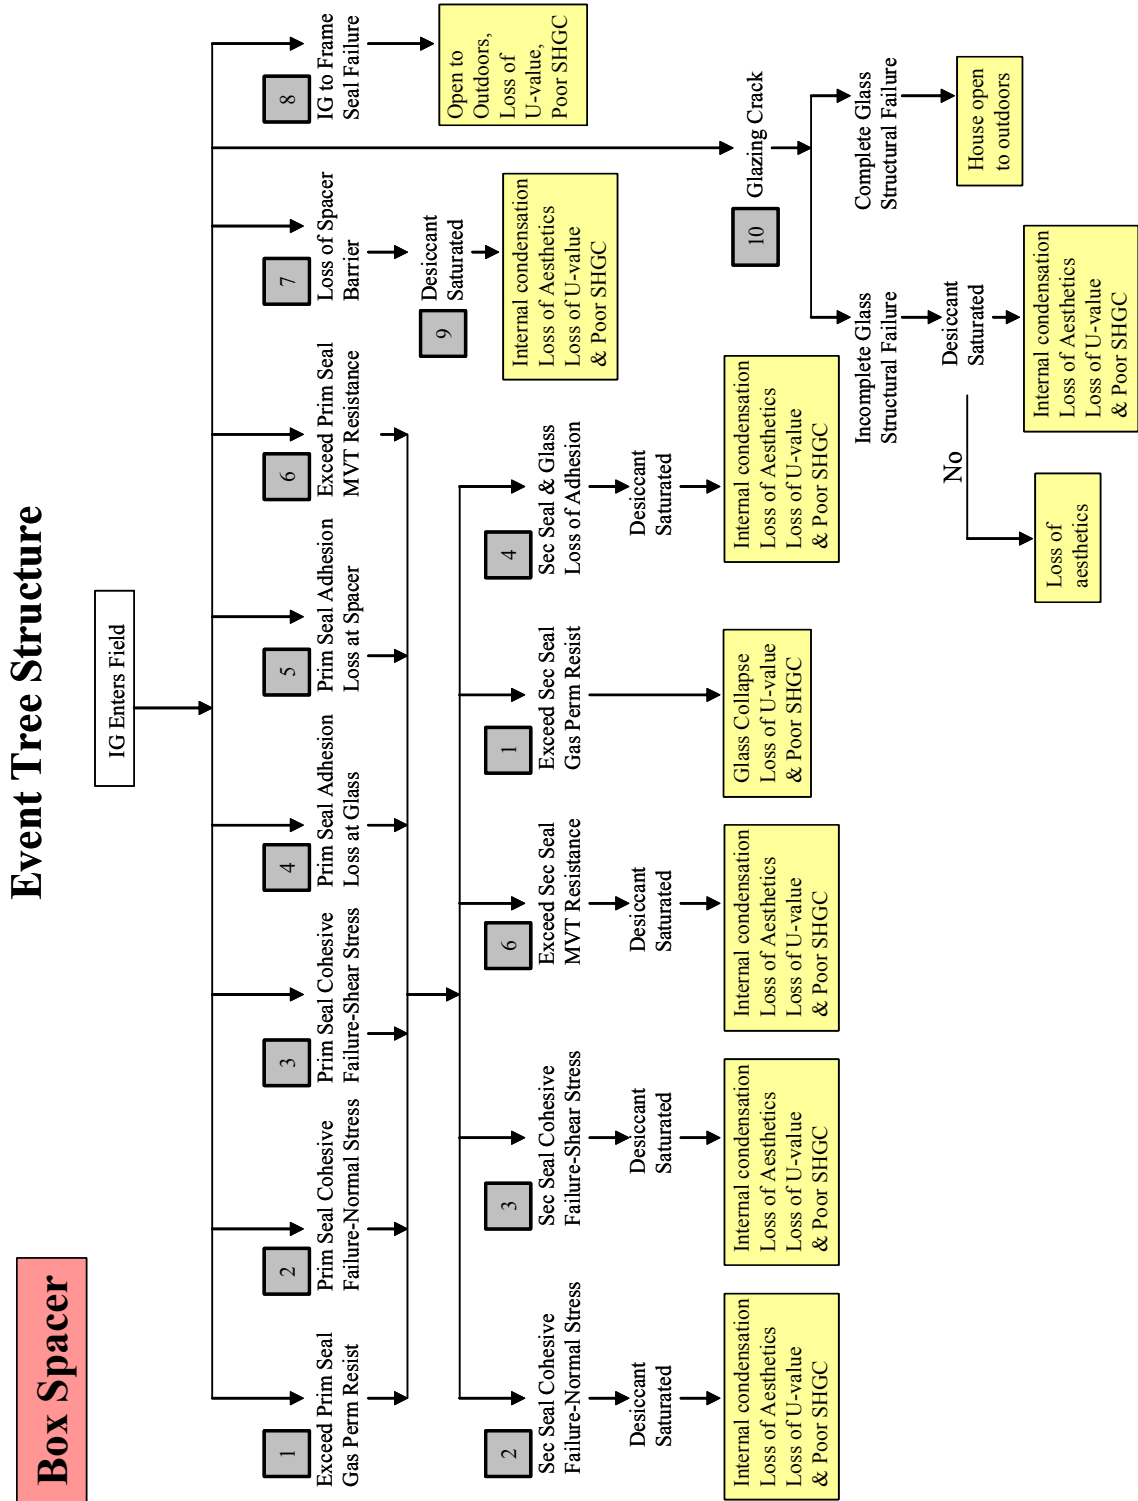 Event Tree Structure
Box Spacer
IG Enters Field
1
Exceed Prim Seal
Gas Perm Resist
2
Prim Seal Cohesive
Failure-Normal Stress
3
Prim Seal Cohesive
Failure-Shear Stress
4
Prim Seal Adhesion
Loss at Glass
5
Prim Seal Adhesion
Loss at Spacer
6
Exceed Prim Seal
MVT Resistance
7
Loss of Spacer
Barrier
8
IG to Frame
Seal Failure
9
Desiccant
Saturated
Internal condensation
Loss of Aesthetics
Loss of U-value
& Poor SHGC
Open to
Outdoors,
Loss of
U-value,
Poor SHGC
2
Sec Seal Cohesive
Failure-Normal Stress
3
Sec Seal Cohesive
Failure-Shear Stress
6
Exceed Sec Seal
MVT Resistance
1
Exceed Sec Seal
Gas Perm Resist
4
Sec Seal & Glass
Loss of Adhesion
Desiccant
Saturated
Desiccant
Saturated
Desiccant
Saturated
Desiccant
Saturated
Internal condensation
Loss of Aesthetics
Loss of U-value
& Poor SHGC
Internal condensation
Loss of Aesthetics
Loss of U-value
& Poor SHGC
Internal condensation
Loss of Aesthetics
Loss of U-value
& Poor SHGC
Glass Collapse
Loss of U-value
& Poor SHGC
Internal condensation
Loss of Aesthetics
Loss of U-value
& Poor SHGC
10
Glazing Crack
Incomplete Glass
Structural Failure
Complete Glass
Structural Failure
Desiccant
Saturated
House open
to outdoors
No
Loss of
aesthetics
Internal condensation
Loss of Aesthetics
Loss of U-value
& Poor SHGC